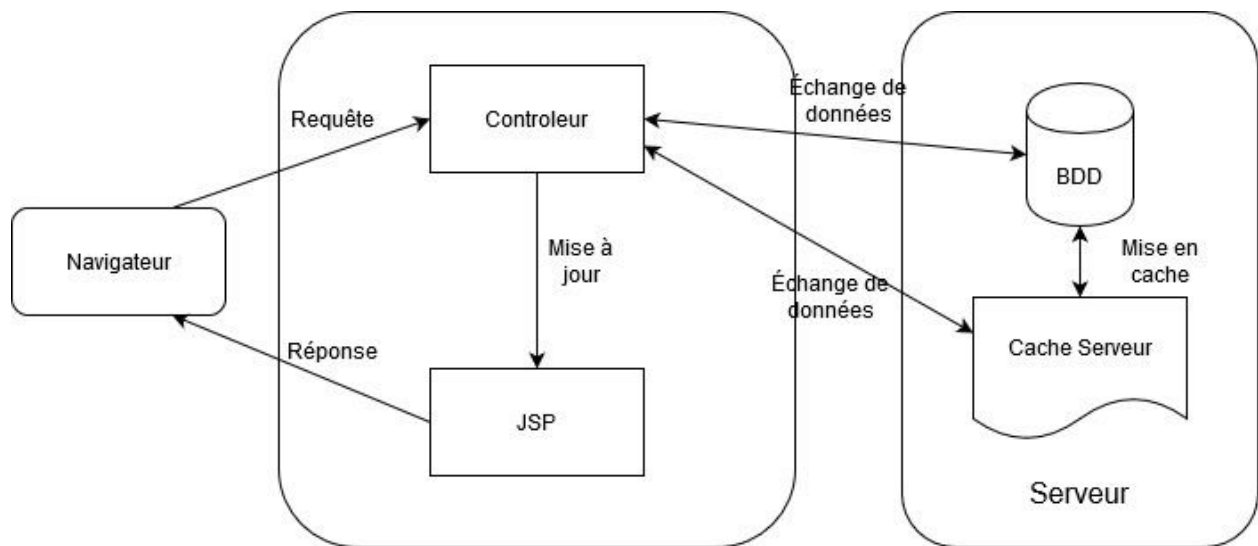 Requête
Controleur
Échange de
données
BDD
Navigateur
Mise à
jour
Mise en
cache
Échange de
données
Cache Serveur
Réponse
JSP
Serveur